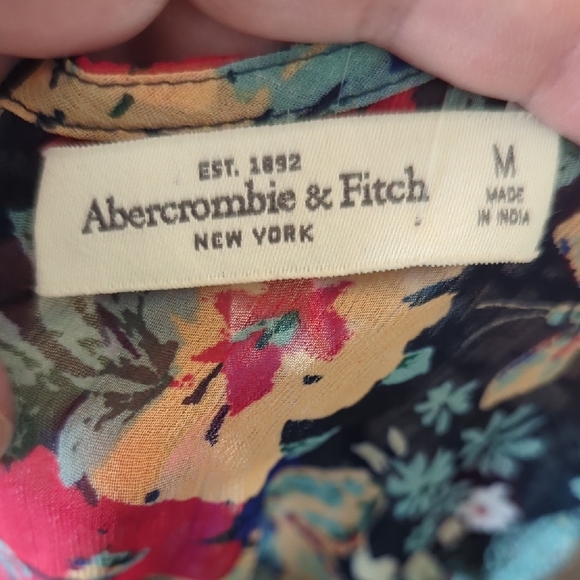 EST. 1892
Abercrombie & Fitch
NEW YORK
M
MADE
IN INDIA